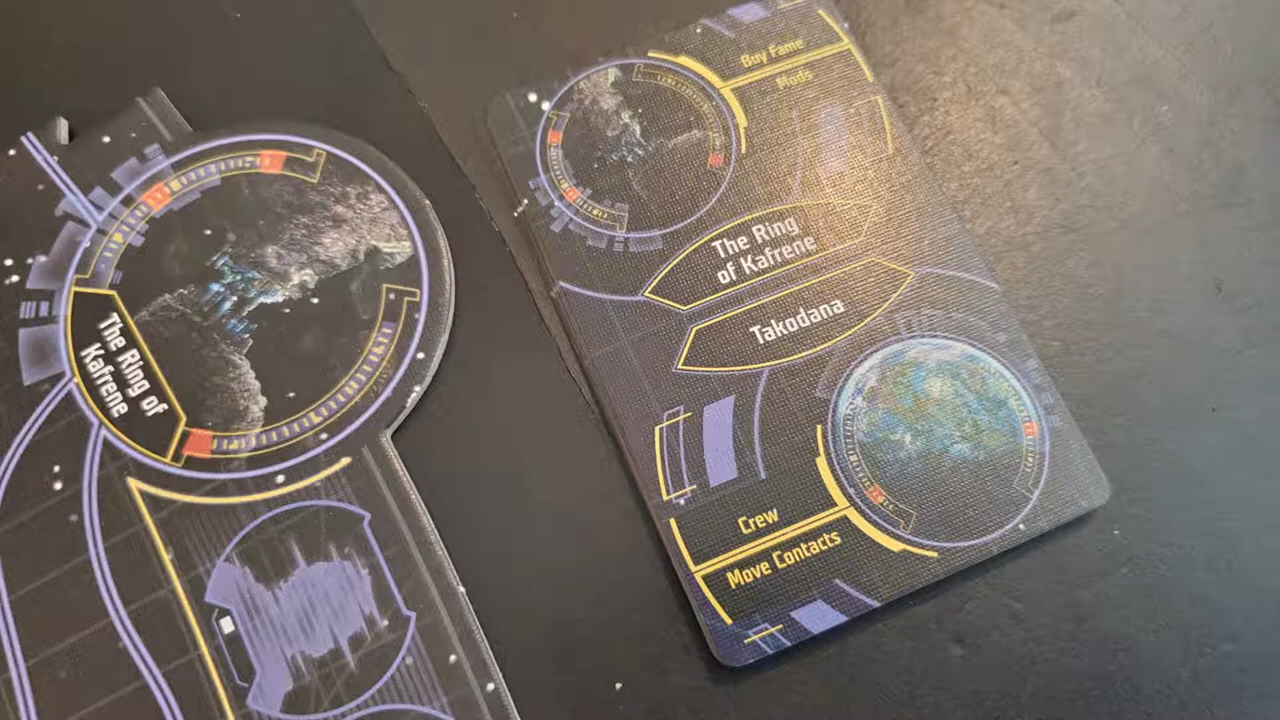 The Ring of
Kafrene
Buy Fame
Mods
The Ring
of Kafrene
Takodana
Crew
Move Contacts